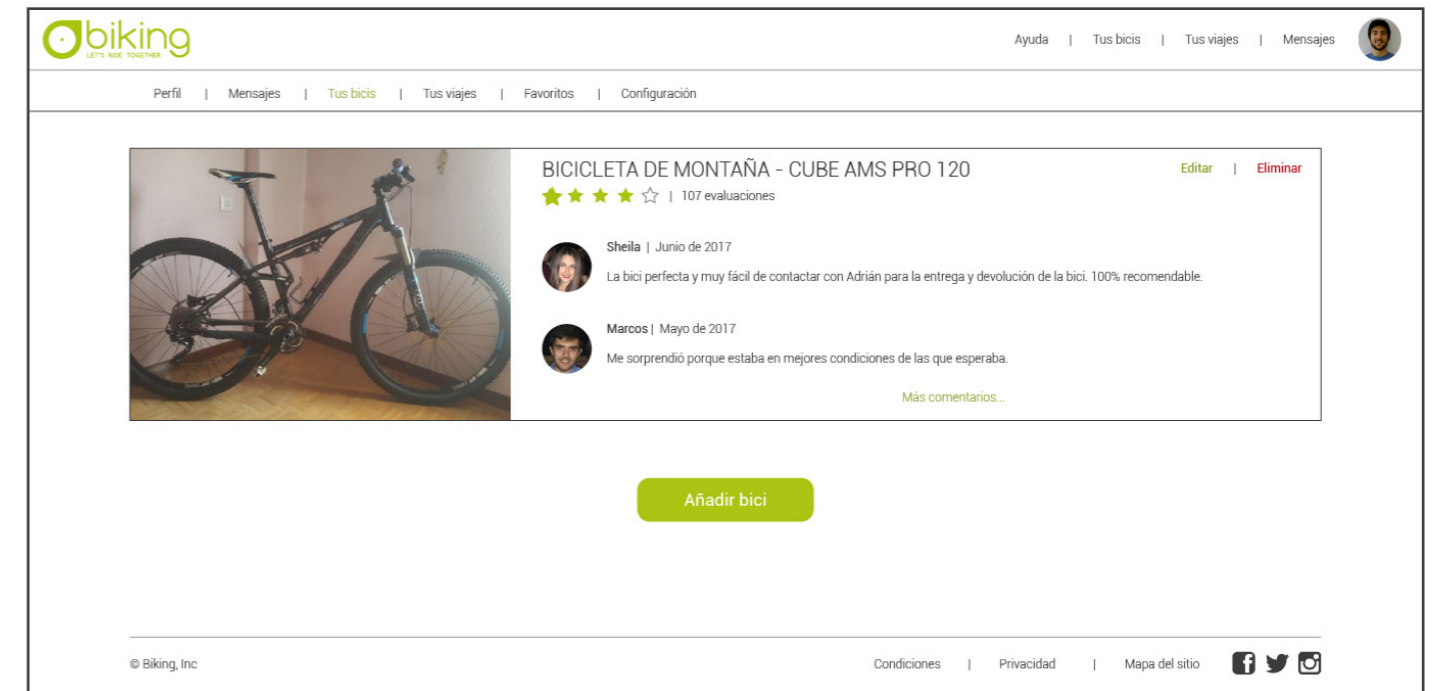 biking
LET'S RIDE TOGETHER
Ayuda | Tus bicis | Tus viajes | Mensajes
Perfil | Mensajes | Tus bicis | Tus viajes | Favoritos | Configuración
BICICLETA DE MONTAÑA - CUBE AMS PRO 120
Editar | Eliminar
| 107 evaluaciones
Sheila | Junio de 2017
La bici perfecta y muy fácil de contactar con Adrián para la entrega y devolución de la bici. 100% recomendable.
Marcos | Mayo de 2017
Me sorprendió porque estaba en mejores condiciones de las que esperaba.
Más comentarios...
Añadir bici
© Biking, Inc
Condiciones | Privacidad | Mapa del sitio